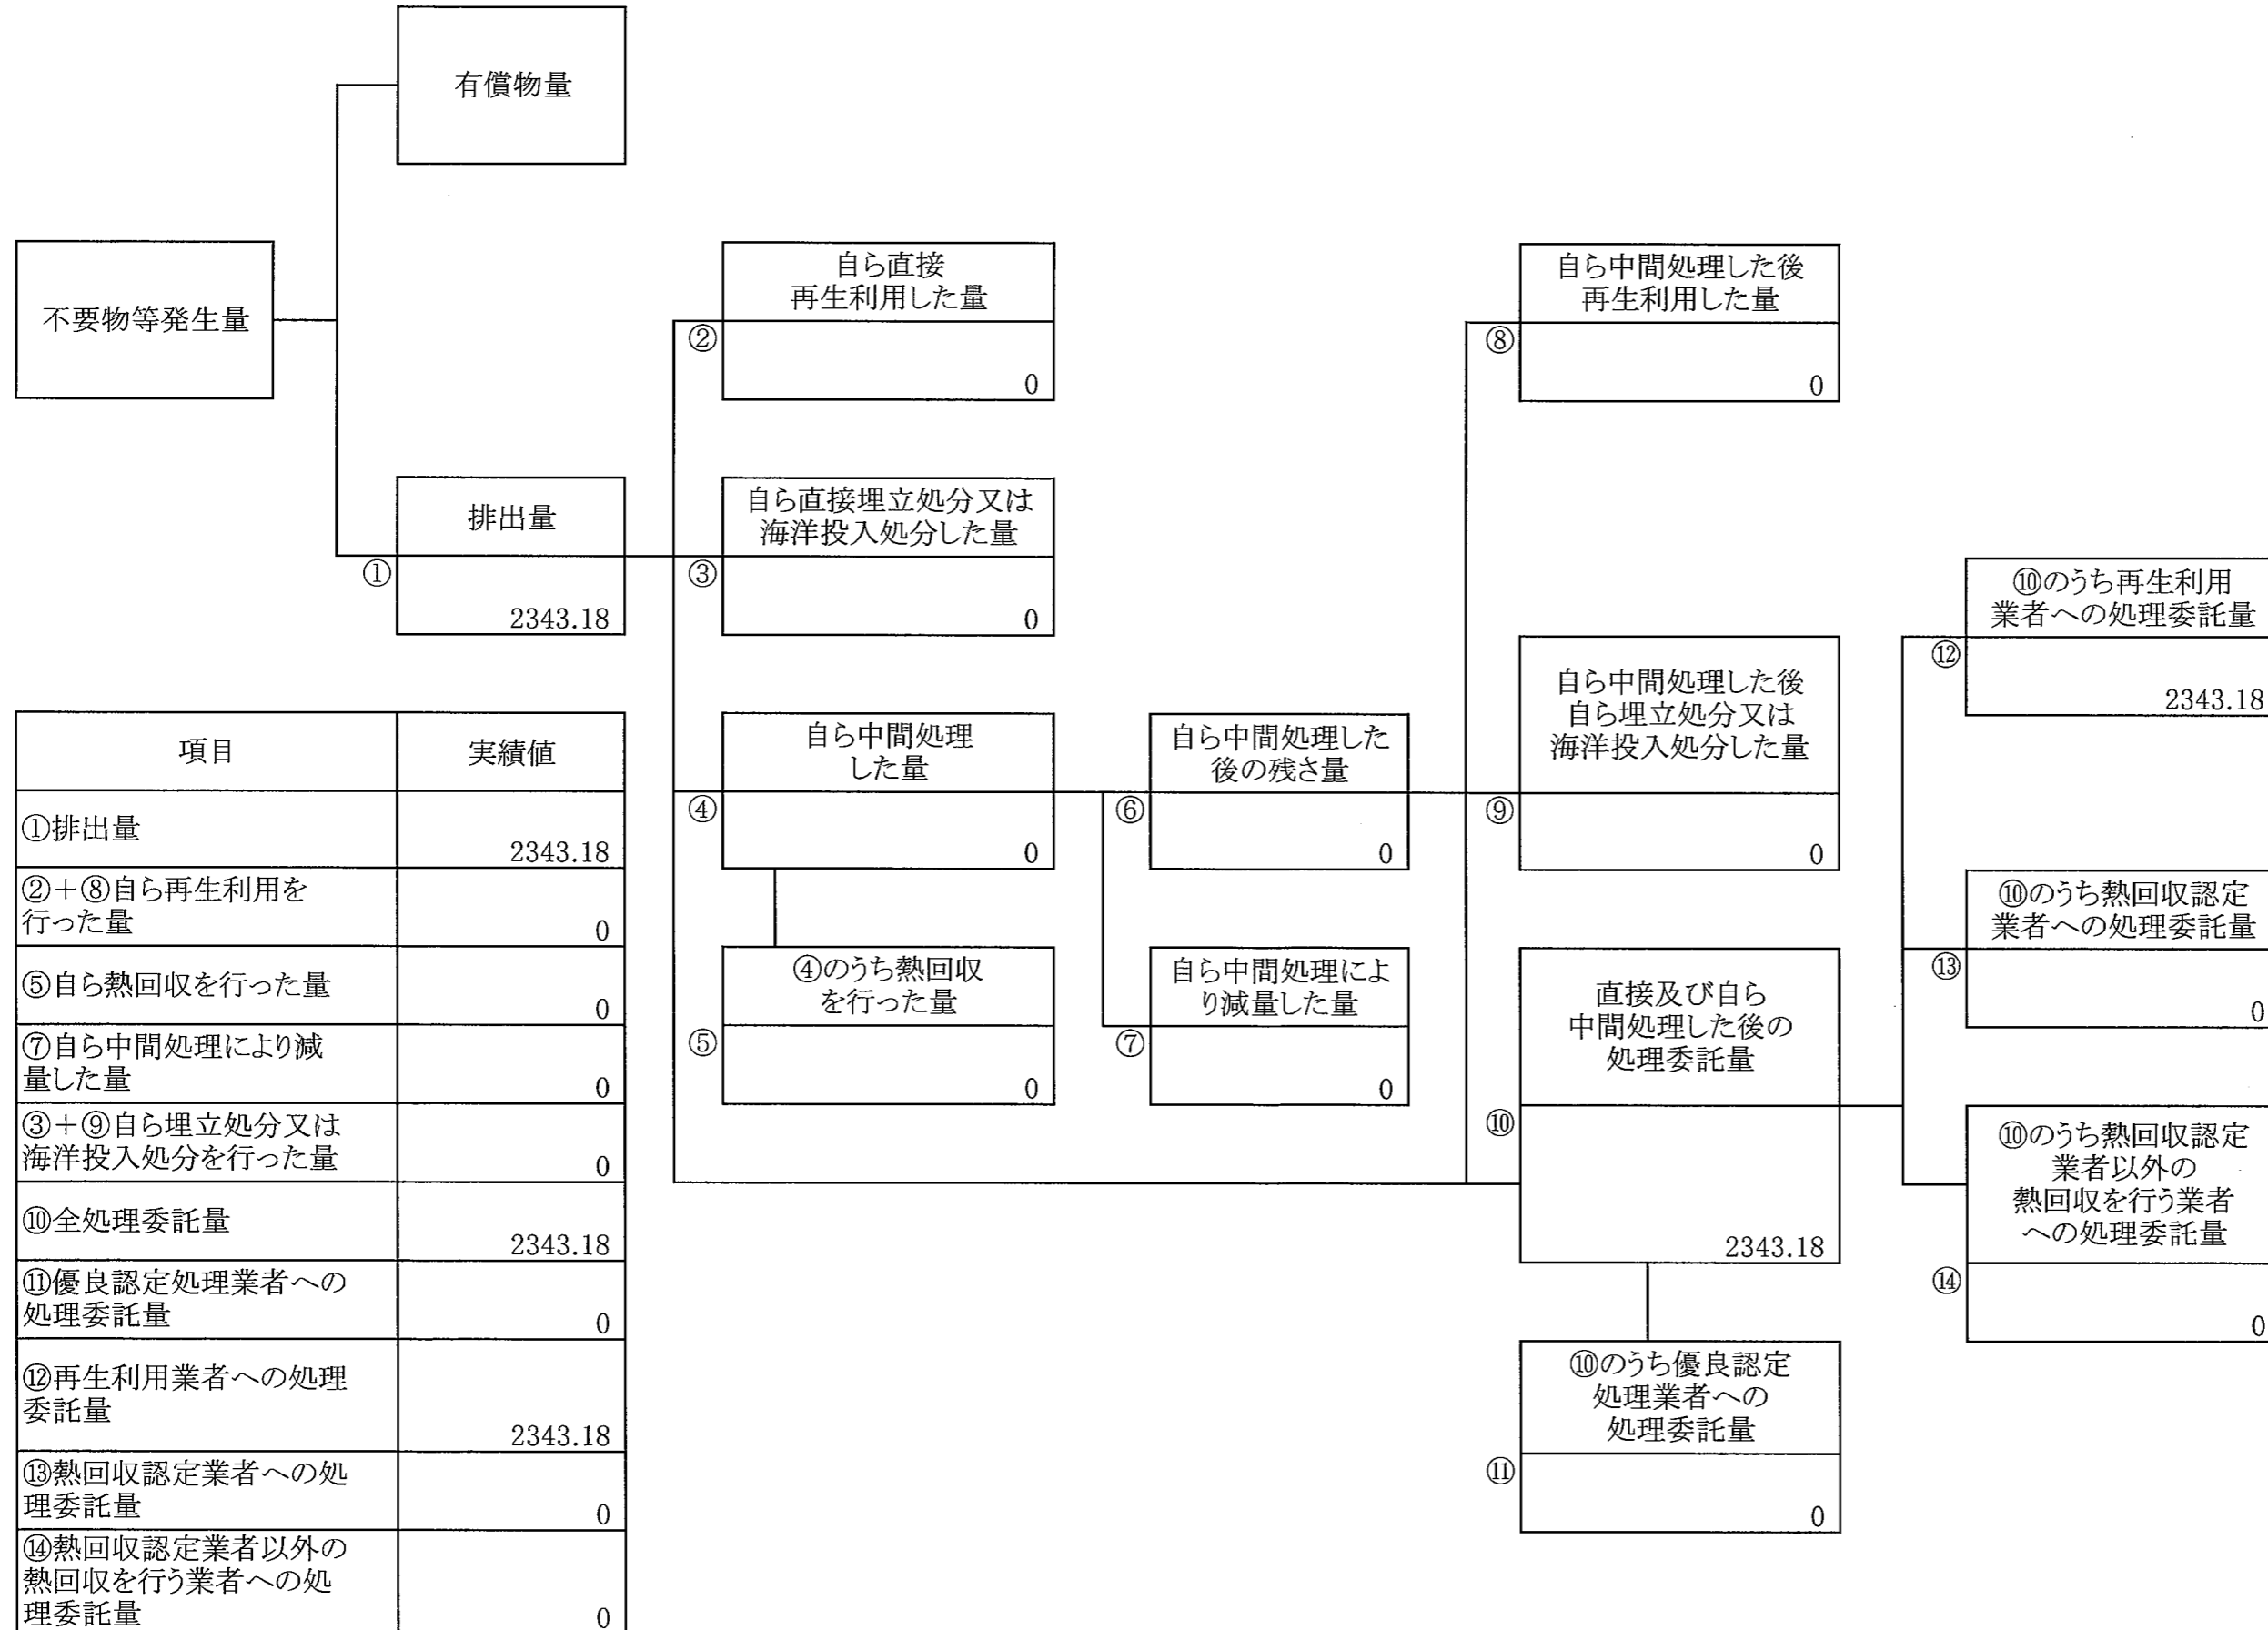 有償物量
不要物等発生量
排出量
①
2343.18
自ら直接
再生利用した量
②
0
自ら直接埋立処分又は
海洋投入処分した量
③
0
自ら中間処理
した量
④
0
④のうち熱回収
を行った量
⑤
0
自ら中間処理した
後の残さ量
⑥
0
自ら中間処理によ
り減量した量
⑦
0
自ら中間処理した後
再生利用した量
⑧
0
自ら中間処理した後
自ら埋立処分又は
海洋投入処分した量
⑨
0
直接及び自ら
中間処理した後の
処理委託量
⑩
2343.18
⑩のうち優良認定
処理業者への
処理委託量
⑪
0
⑩のうち再生利用
業者への処理委託量
⑫
2343.18
⑩のうち熱回収認定
業者への処理委託量
⑬
0
⑩のうち熱回収認定
業者以外の
熱回収を行う業者
への処理委託量
⑭
0
項目 実績値
①排出量
2343.18
②＋⑧自ら再生利用を
行った量
0
⑤自ら熱回収を行った量
0
⑦自ら中間処理により減
量した量
0
③＋⑨自ら埋立処分又は
海洋投入処分を行った量
0
⑩全処理委託量
2343.18
⑪優良認定処理業者への
処理委託量
0
⑫再生利用業者への処理
委託量
2343.18
⑬熱回収認定業者への処
理委託量
0
⑭熱回収認定業者以外の
熱回収を行う業者への処
理委託量
0